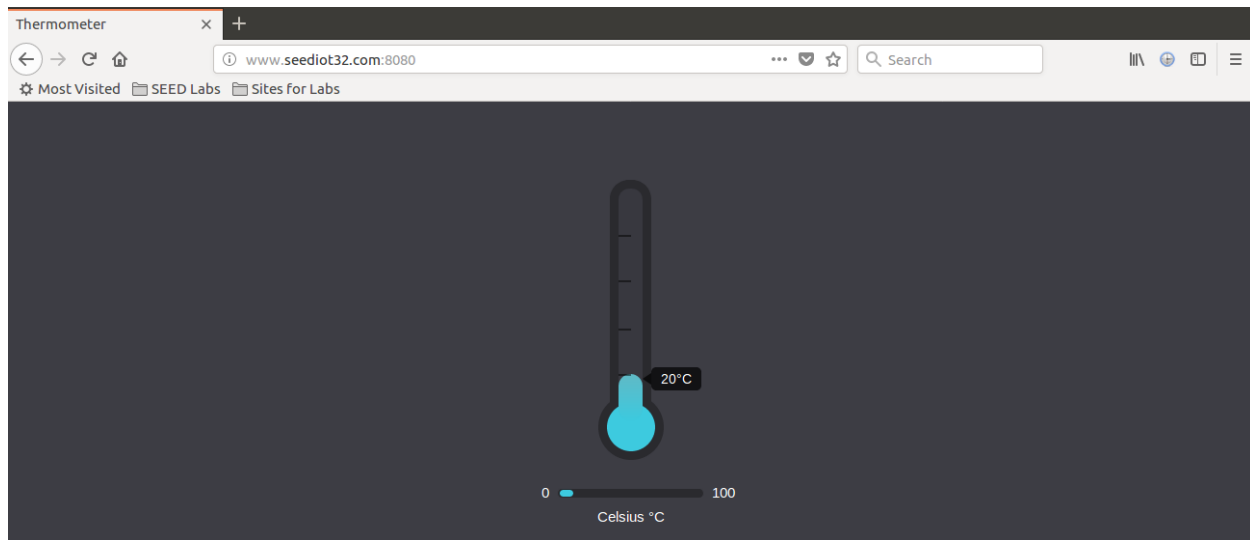 Thermometer
www.seediot32.com:8080
Search
Most Visited SEED Labs Sites for Labs
20°C
0 100
Celsius °C